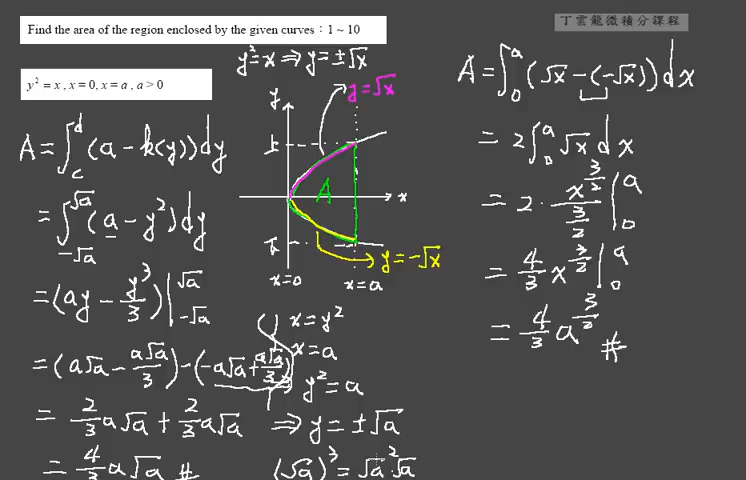 Find the area of the region enclosed by the given curves：1 ~ 10
丁雲龍微積分課程
y² = x , x = 0, x = a , a > 0
y² = x ⇒ y = ±√x
y = √x
y
上
A
x
下
y = -√x
x=0
x=a
A = ∫_c^d (a - k(y)) dy
= ∫_{-√a}^{√a} (a - y²) dy
= (ay - y³/3) |_{-√a}^{√a}
= (a√a - a√a/3) - (-a√a + a√a/3)
= 2/3 a√a + 2/3 a√a
= 4/3 a√a #
x = y²
x = a
⇒ y² = a
⇒ y = ±√a
(√a)³ = √a² √a
A = ∫_0^a (√x - (-√x)) dx
= 2 ∫_0^a √x dx
= 2 · x^{3/2} / (3/2) |_0^a
= 4/3 x^{3/2} |_0^a
= 4/3 a^{3/2} #